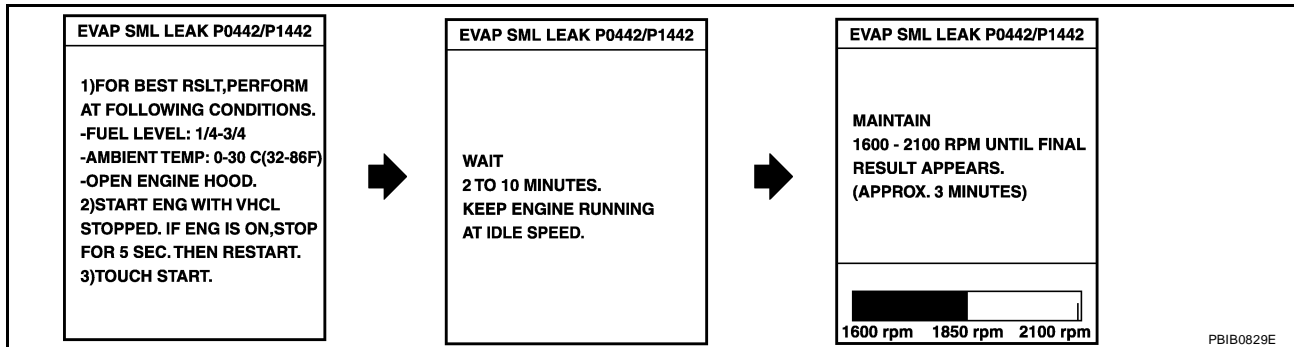 EVAP SML LEAK P0442/P1442
1)FOR BEST RSLT,PERFORM
AT FOLLOWING CONDITIONS.
-FUEL LEVEL: 1/4-3/4
-AMBIENT TEMP: 0-30 C(32-86F)
-OPEN ENGINE HOOD.
2)START ENG WITH VHCL
STOPPED. IF ENG IS ON,STOP
FOR 5 SEC. THEN RESTART.
3)TOUCH START.
EVAP SML LEAK P0442/P1442
WAIT
2 TO 10 MINUTES.
KEEP ENGINE RUNNING
AT IDLE SPEED.
EVAP SML LEAK P0442/P1442
MAINTAIN
1600 - 2100 RPM UNTIL FINAL
RESULT APPEARS.
(APPROX. 3 MINUTES)
1600 rpm 1850 rpm 2100 rpm
PBIB0829E